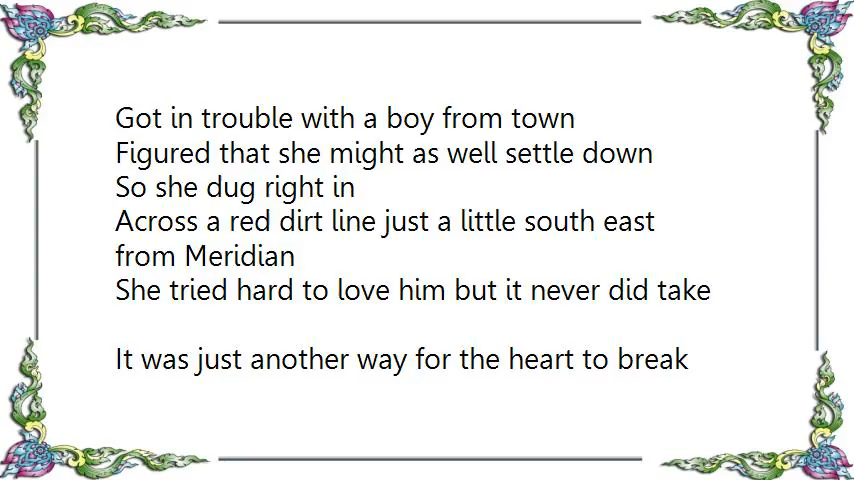 Got in trouble with a boy from town
Figured that she might as well settle down
So she dug right in
Across a red dirt line just a little south east
from Meridian
She tried hard to love him but it never did take
It was just another way for the heart to break